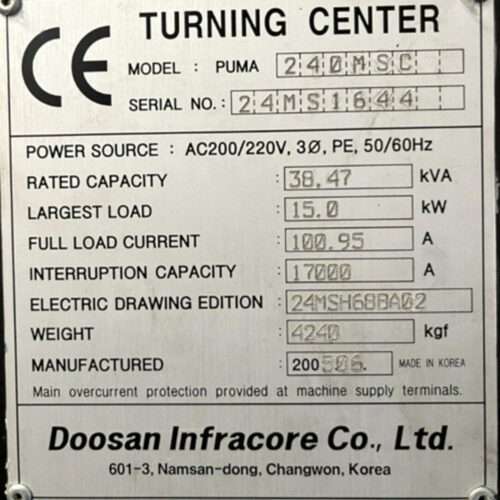 CE TURNING CENTER
MODEL : PUMA 240MSC
SERIAL NO. : 24MS1644
POWER SOURCE : AC200/220V, 3Ø, PE, 50/60Hz
RATED CAPACITY : 38.47 kVA
LARGEST LOAD : 15.0 kW
FULL LOAD CURRENT : 100.95 A
INTERRUPTION CAPACITY : 17000 A
ELECTRIC DRAWING EDITION : 24MSH68BA02
WEIGHT : 4240 kgf
MANUFACTURED : 200506. MADE IN KOREA
Main overcurrent protection provided at machine supply terminals.
Doosan Infracore Co., Ltd.
601-3, Namsan-dong, Changwon, Korea